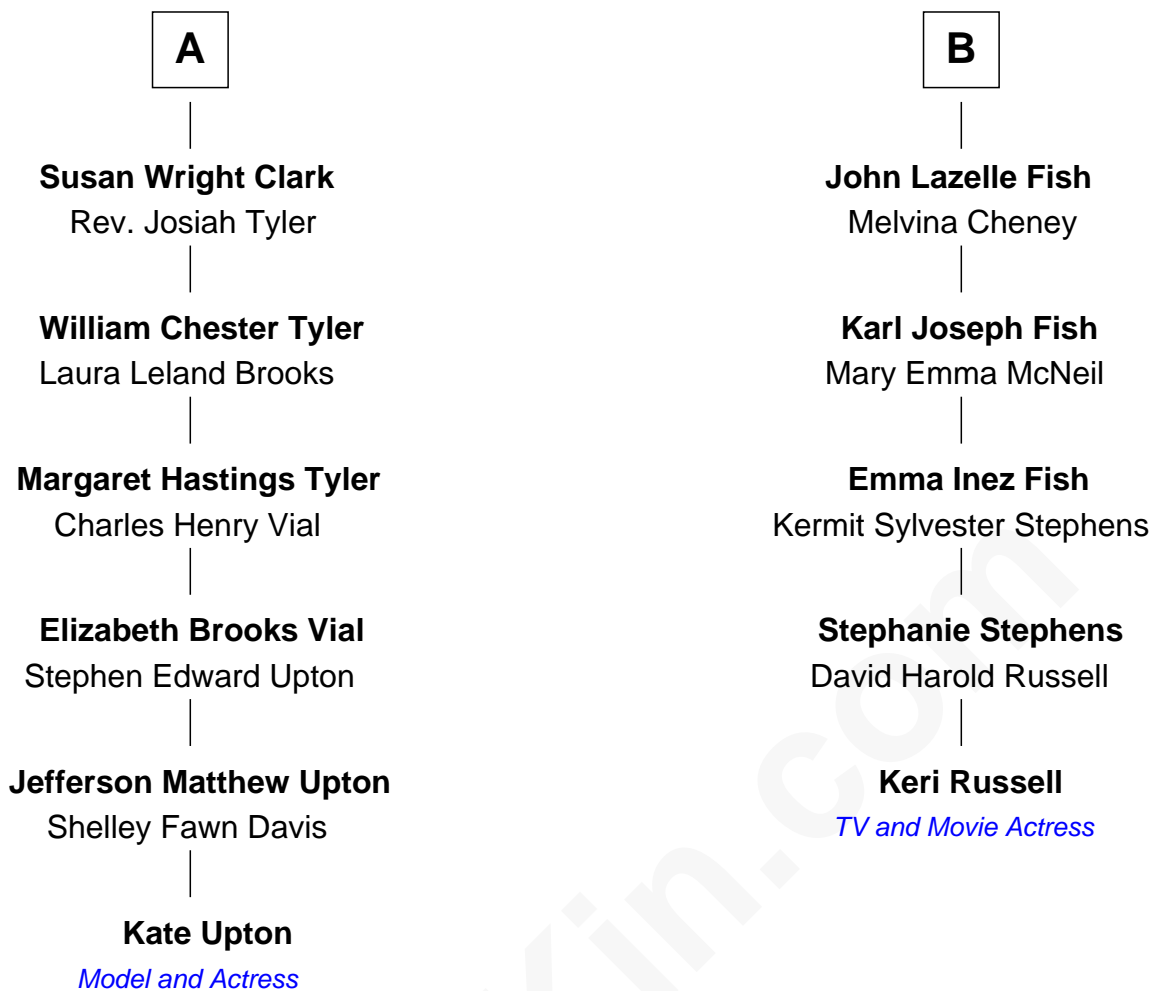 A
Susan Wright Clark
Rev. Josiah Tyler
William Chester Tyler
Laura Leland Brooks
Margaret Hastings Tyler
Charles Henry Vial
Elizabeth Brooks Vial
Stephen Edward Upton
Jefferson Matthew Upton
Shelley Fawn Davis
Kate Upton
Model and Actress
B
John Lazelle Fish
Melvina Cheney
Karl Joseph Fish
Mary Emma McNeil
Emma Inez Fish
Kermit Sylvester Stephens
Stephanie Stephens
David Harold Russell
Keri Russell
TV and Movie Actress
Kin.com